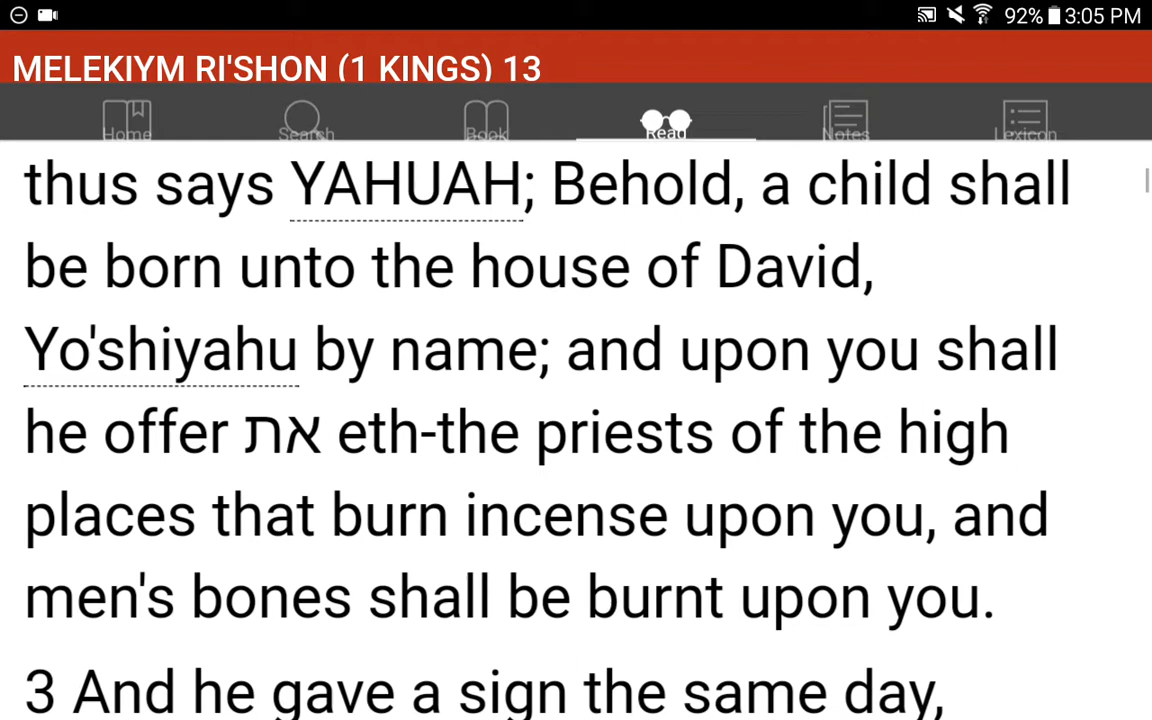 92% 3:05 PM
MELEKIYM RI'SHON (1 KINGS) 13
Home Search Book Read Notes Lexicon
thus says YAHUAH; Behold, a child shall
be born unto the house of David,
Yo'shiyahu by name; and upon you shall
he offer את eth-the priests of the high
places that burn incense upon you, and
men's bones shall be burnt upon you.
3 And he gave a sign the same day,